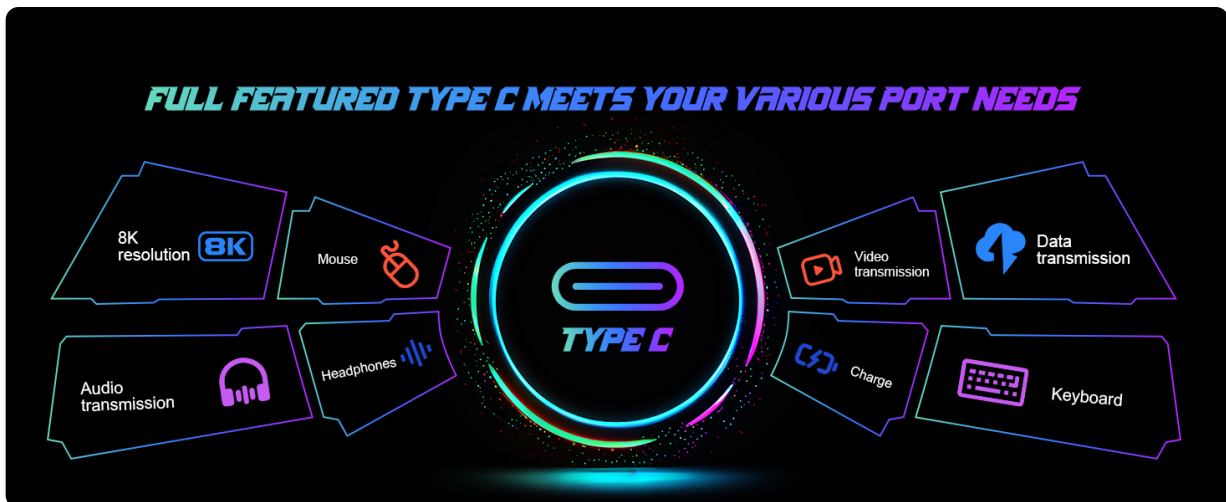 FULL FEATURED TYPE C MEETS YOUR VARIOUS PORT NEEDS
8K
resolution
8K
Mouse
Video
transmission
Data
transmission
TYPE C
Audio
transmission
Headphones
Charge
Keyboard